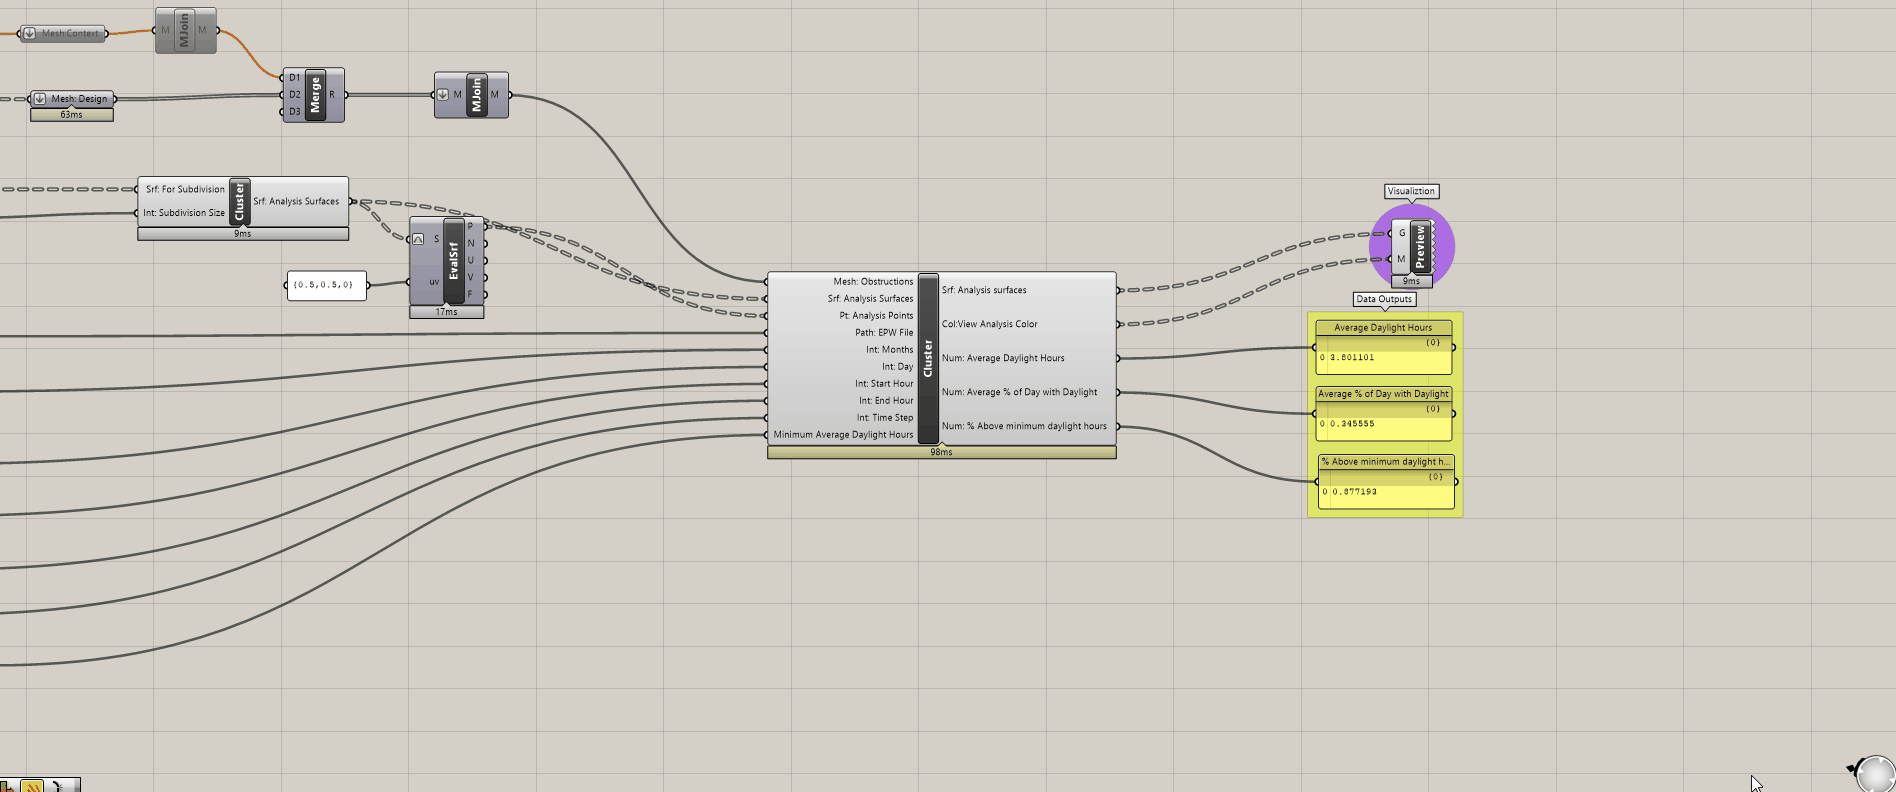 Mesh:Context
M MJoin M
Mesh: Design
63ms
D1
D2
D3
Merge
R
M MJoin M
Srf: For Subdivision
Int: Subdivision Size
Cluster
Srf: Analysis Surfaces
9ms
{0.5,0.5,0}
S
uv
EvalSrf
P
N
U
V
F
17ms
Mesh: Obstructions
Srf: Analysis Surfaces
Pt: Analysis Points
Path: EPW File
Int: Months
Int: Day
Int: Start Hour
Int: End Hour
Int: Time Step
Minimum Average Daylight Hours
Cluster
Srf: Analysis surfaces
Col:View Analysis Color
Num: Average Daylight Hours
Num: Average % of Day with Daylight
Num: % Above minimum daylight hours
98ms
Visualiztion
G
M
Preview
9ms
Data Outputs
Average Daylight Hours
{0}
0 3.801101
Average % of Day with Daylight
{0}
0 0.345555
% Above minimum daylight h...
{0}
0 0.877193